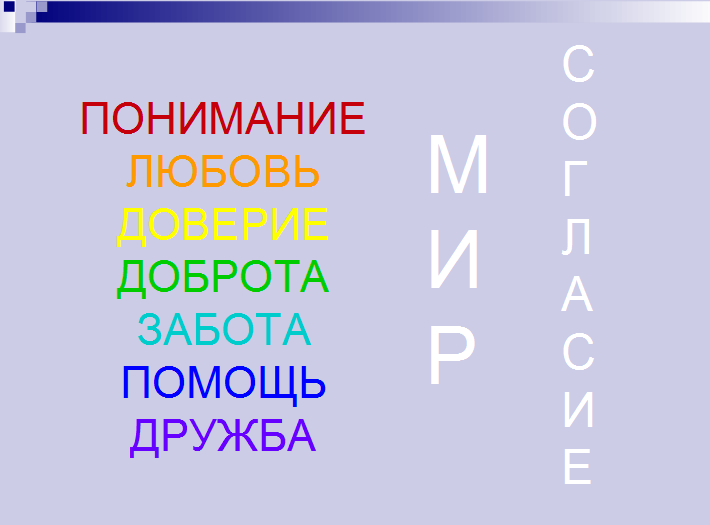 ПОНИМАНИЕ
ЛЮБОВЬ
ДОВЕРИЕ
ДОБРОТА
ЗАБОТА
ПОМОЩЬ
ДРУЖБА
МИР
СОГЛАСИЕ